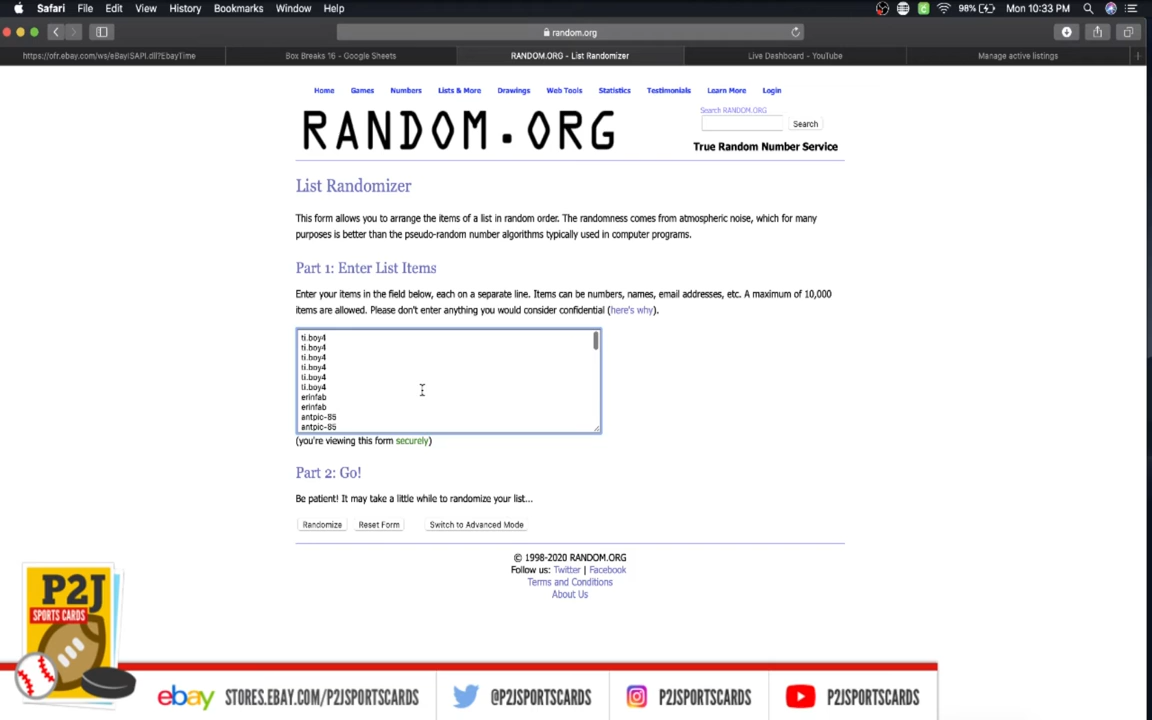 Safari File Edit View History Bookmarks Window Help 98% Mon 10:33 PM
random.org
https://ofr.ebay.com/ws/eBayISAPI.dll?EbayTime Box Breaks 16 - Google Sheets RANDOM.ORG - List Randomizer Live Dashboard - YouTube Manage active listings
Home Games Numbers Lists & More Drawings Web Tools Statistics Testimonials Learn More Login
Search RANDOM.ORG
RANDOM.ORG
Search
True Random Number Service
List Randomizer
This form allows you to arrange the items of a list in random order. The randomness comes from atmospheric noise, which for many
purposes is better than the pseudo-random number algorithms typically used in computer programs.
Part 1: Enter List Items
Enter your items in the field below, each on a separate line. Items can be numbers, names, email addresses, etc. A maximum of 10,000
items are allowed. Please don't enter anything you would consider confidential (here's why).
ti.boy4
ti.boy4
ti.boy4
ti.boy4
ti.boy4
ti.boy4
erinfab
erinfab
antpic-85
antpic-85
(you're viewing this form securely)
Part 2: Go!
Be patient! It may take a little while to randomize your list...
Randomize Reset Form Switch to Advanced Mode
© 1998-2020 RANDOM.ORG
Follow us: Twitter | Facebook
Terms and Conditions
About Us
P2J
SPORTS CARDS
ebay STORES.EBAY.COM/P2JSPORTSCARDS @P2JSPORTSCARDS P2JSPORTSCARDS P2JSPORTSCARDS